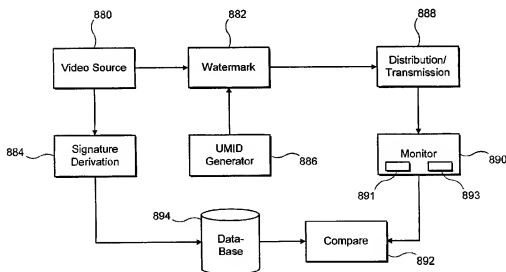 880
882
888
Video Source
Watermark
Distribution/
Transmission
884
Signature
Derivation
UMID
Generator
886
Monitor
890
891
893
894
Data-
Base
Compare
892